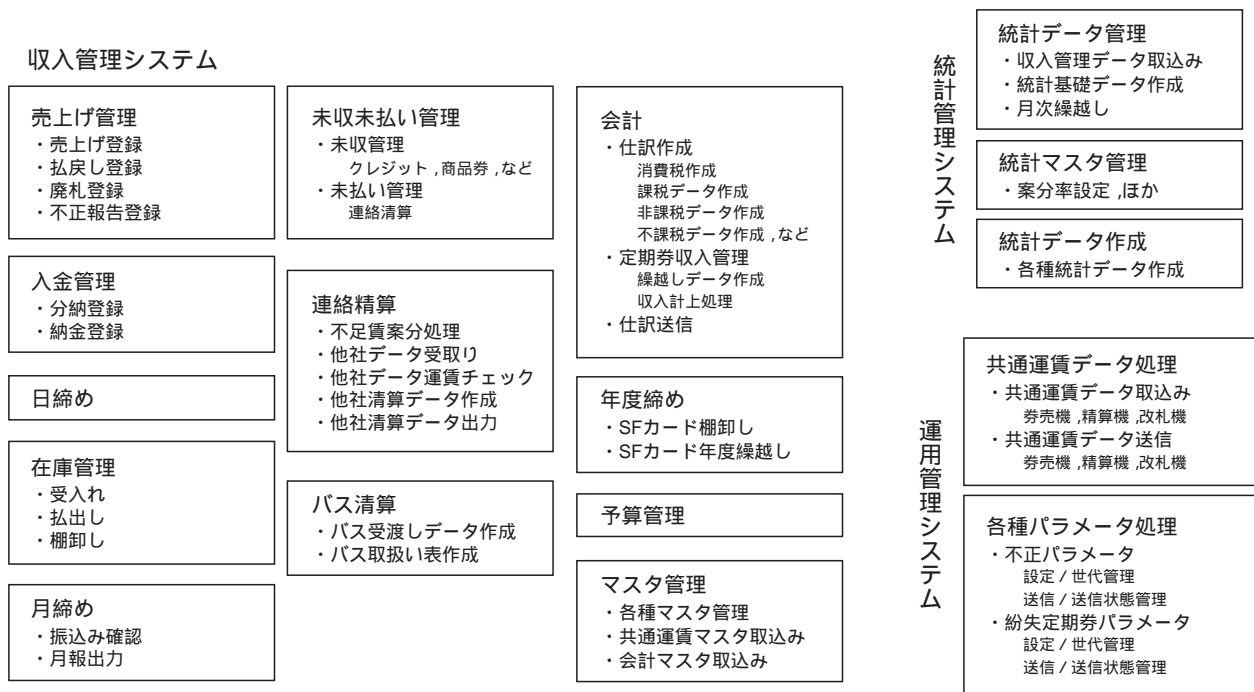 収入管理システム
売上げ管理
・売上げ登録
・払戻し登録
・廃札登録
・不正報告登録
入金管理
・分納登録
・納金登録
日締め
在庫管理
・受入れ
・払出し
・棚卸し
月締め
・振込み確認
・月報出力
未収未払い管理
・未収管理
クレジット,商品券,など
・未払い管理
連絡清算
連絡精算
・不足賃案分処理
・他社データ受取り
・他社データ運賃チェック
・他社清算データ作成
・他社清算データ出力
バス清算
・バス受渡しデータ作成
・バス取扱い表作成
会計
・仕訳作成
消費税作成
課税データ作成
非課税データ作成
不課税データ作成,など
・定期券収入管理
繰越しデータ作成
収入計上処理
・仕訳送信
年度締め
・SFカード棚卸し
・SFカード年度繰越し
予算管理
マスタ管理
・各種マスタ管理
・共通運賃マスタ取込み
・会計マスタ取込み
統計管理システム
統計データ管理
・収入管理データ取込み
・統計基礎データ作成
・月次繰越し
統計マスタ管理
・案分率設定,ほか
統計データ作成
・各種統計データ作成
運用管理システム
共通運賃データ処理
・共通運賃データ取込み
券売機,精算機,改札機
・共通運賃データ送信
券売機,精算機,改札機
各種パラメータ処理
・不正パラメータ
設定/世代管理
送信/送信状態管理
・紛失定期券パラメータ
設定/世代管理
送信/送信状態管理